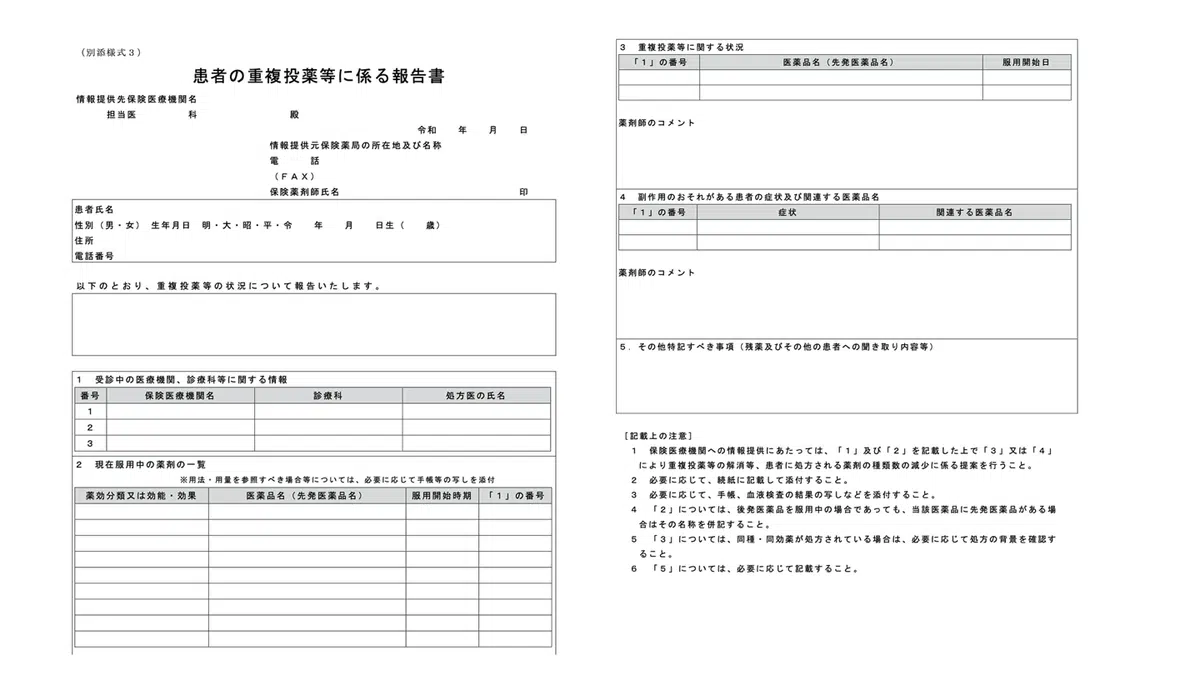 （別添様式３）
患者の重複投薬等に係る報告書
情報提供先保険医療機関名
担当医　　　　　科　　　　　　　　　殿
令和　　年　　月　　日
情報提供元保険薬局の所在地及び名称
電　　　話
（ＦＡＸ）
保険薬剤師氏名　　　　　　　　　　　　　　　　　印
患者氏名
性別（男・女）　生年月日　明・大・昭・平・令　　年　　月　　日生（　　歳）
住所
電話番号
以下のとおり、重複投薬等の状況について報告いたします。
１　受診中の医療機関、診療科等に関する情報
番号　保険医療機関名　診療科　処方医の氏名
１
２
３
２　現在服用中の薬剤の一覧
※用法・用量を参照すべき場合等については、必要に応じて手帳等の写しを添付
薬効分類又は効能・効果　医薬品名（先発医薬品名）　服用開始時期　「１」の番号
３　重複投薬等に関する状況
「１」の番号　医薬品名（先発医薬品名）　服用開始日
薬剤師のコメント
４　副作用のおそれがある患者の症状及び関連する医薬品名
「１」の番号　症状　関連する医薬品名
薬剤師のコメント
５．その他特記すべき事項（残薬及びその他の患者への聞き取り内容等）
［記載上の注意］
１　保険医療機関への情報提供にあたっては、「１」及び「２」を記載した上で「３」又は「４」
により重複投薬等の解消等、患者に処方される薬剤の種類数の減少に係る提案を行うこと。
２　必要に応じて、続紙に記載して添付すること。
３　必要に応じて、手帳、血液検査の結果の写しなどを添付すること。
４　「２」については、後発医薬品を服用中の場合であっても、当該医薬品に先発医薬品がある場
合はその名称を併記すること。
５　「３」については、同種・同効薬が処方されている場合は、必要に応じて処方の背景を確認す
ること。
６　「５」については、必要に応じて記載すること。